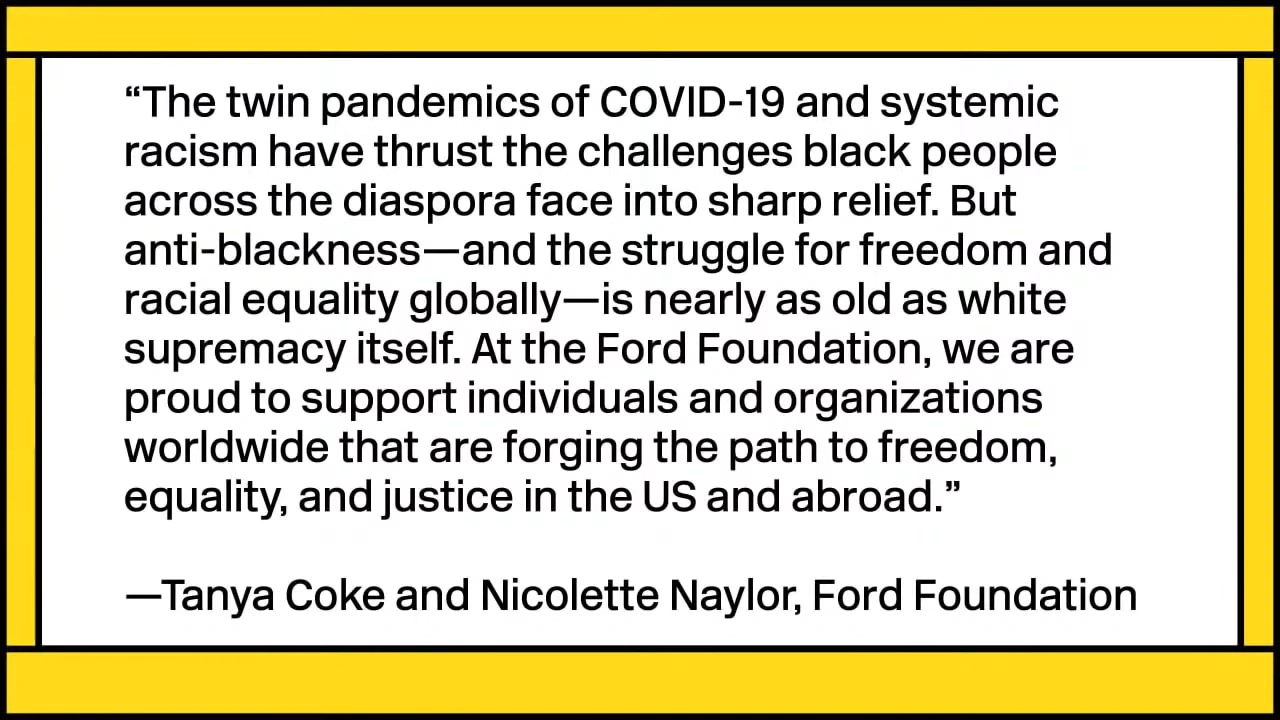 “The twin pandemics of COVID-19 and systemic
racism have thrust the challenges black people
across the diaspora face into sharp relief. But
anti-blackness—and the struggle for freedom and
racial equality globally—is nearly as old as white
supremacy itself. At the Ford Foundation, we are
proud to support individuals and organizations
worldwide that are forging the path to freedom,
equality, and justice in the US and abroad.”
—Tanya Coke and Nicolette Naylor, Ford Foundation